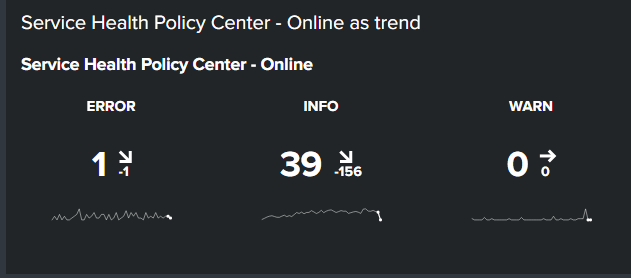 Service Health Policy Center - Online as trend
Service Health Policy Center - Online
ERROR INFO WARN
1 -1 39 -156 0 0